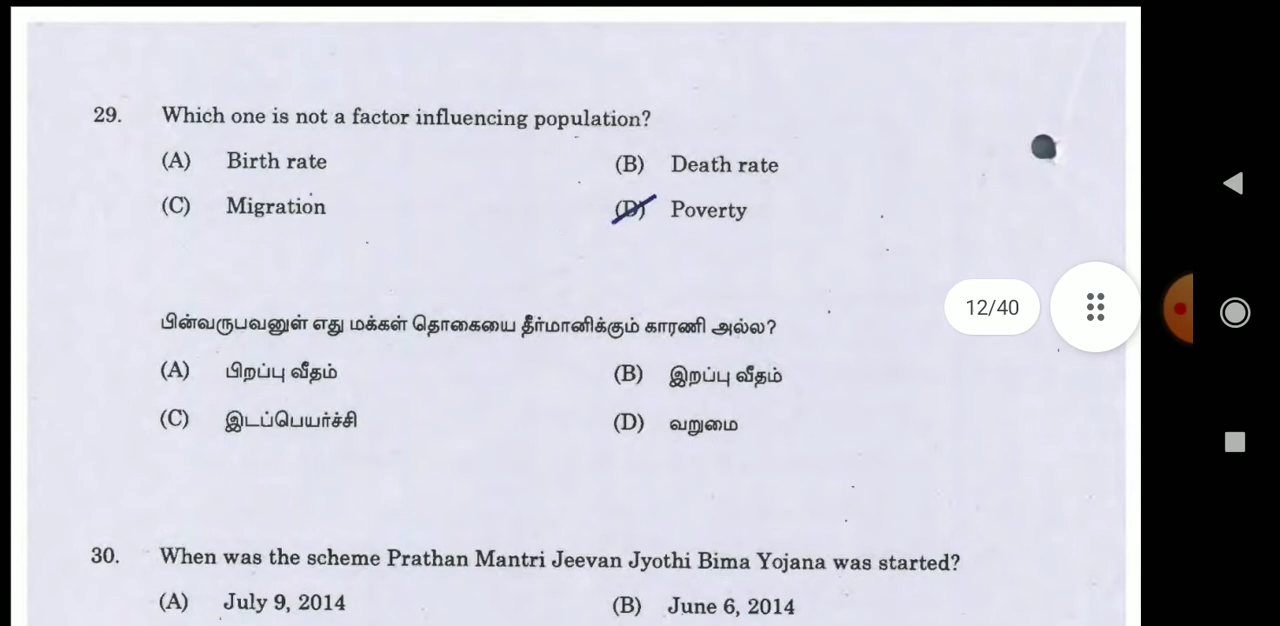 29. Which one is not a factor influencing population?
(A) Birth rate (B) Death rate
(C) Migration (D) Poverty
பின்வருபவனுள் எது மக்கள் தொகையை தீர்மானிக்கும் காரணி அல்ல?
(A) பிறப்பு வீதம் (B) இறப்பு வீதம்
(C) இடப்பெயர்ச்சி (D) வறுமை
12/40
30. When was the scheme Prathan Mantri Jeevan Jyothi Bima Yojana was started?
(A) July 9, 2014 (B) June 6, 2014